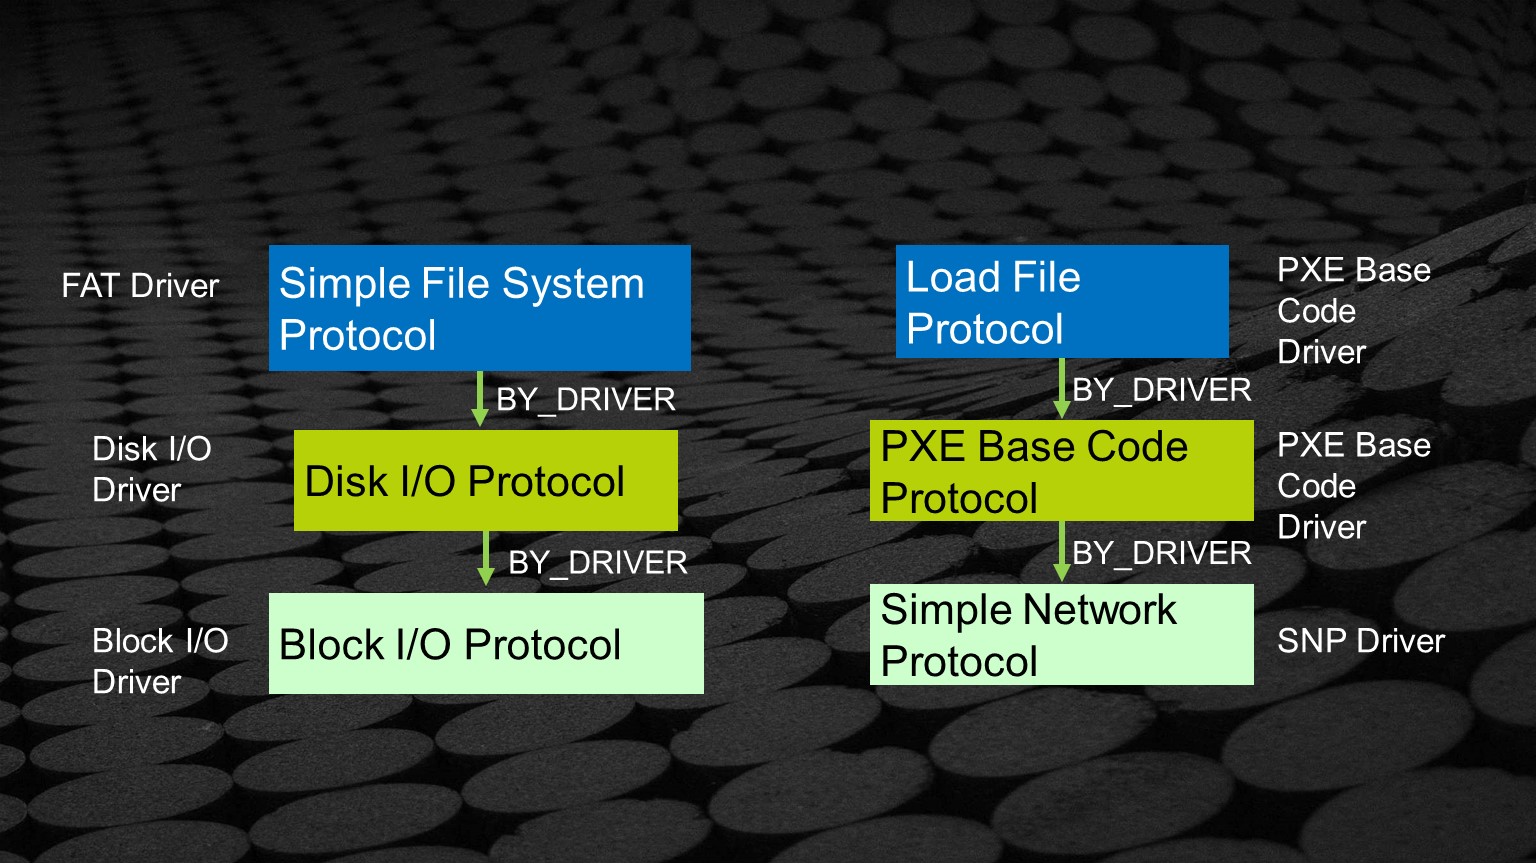 FAT Driver
Simple File System
Protocol
BY_DRIVER
Disk I/O
Driver
Disk I/O Protocol
BY_DRIVER
Block I/O
Driver
Block I/O Protocol
Load File
Protocol
PXE Base
Code
Driver
BY_DRIVER
PXE Base Code
Protocol
PXE Base
Code
Driver
BY_DRIVER
Simple Network
Protocol
SNP Driver